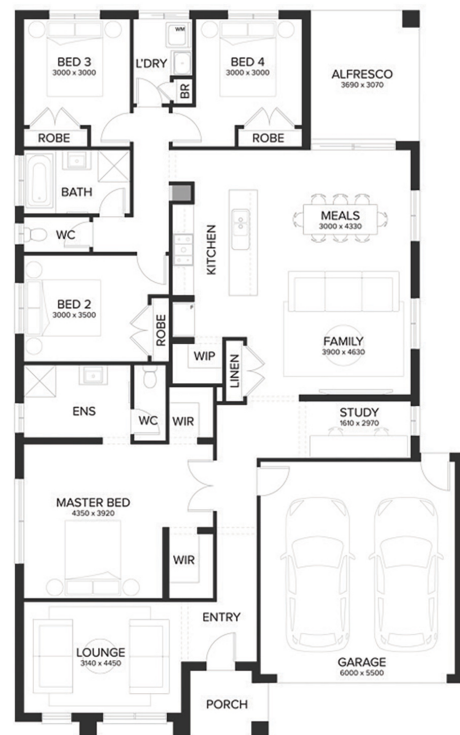 BED 3
3000 x 3000
L'DRY
WM
BR
BED 4
3000 x 3000
ALFRESCO
3690 x 3070
ROBE
ROBE
BATH
WC
KITCHEN
MEALS
3000 x 4330
BED 2
3000 x 3500
ROBE
FAMILY
3900 x 4630
WIP
LINEN
ENS
WC
WIR
STUDY
1610 x 2970
MASTER BED
4350 x 3920
WIR
ENTRY
LOUNGE
3140 x 4450
GARAGE
6000 x 5500
PORCH